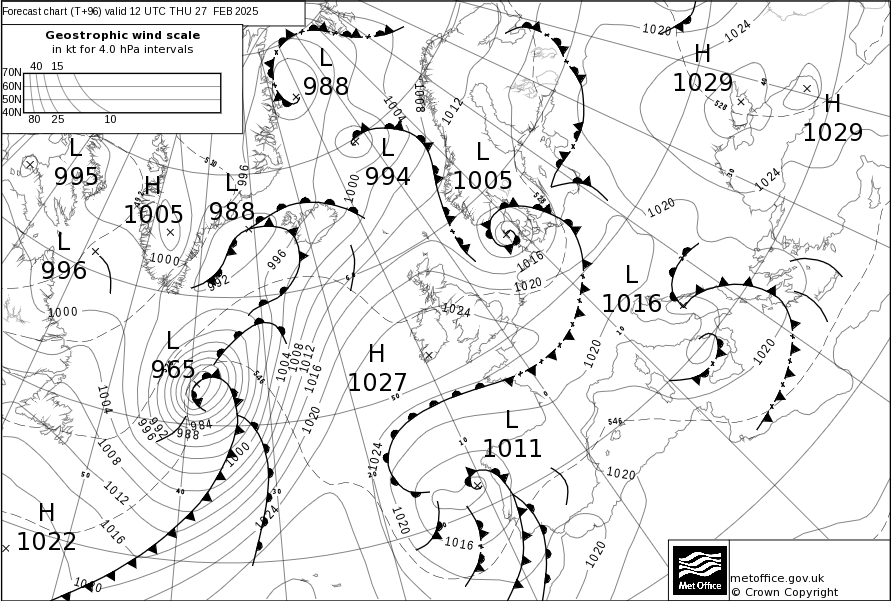 Forecast chart (T+96) valid 12 UTC THU 27 FEB 2025
Geostrophic wind scale
in kt for 4.0 hPa intervals
40 15
70N
60N
50N
40N
80 25 10
L
988
H
1029
H
1029
L
995
H
1005
L
988
L
994
L
1005
L
996
L
965
H
1027
L
1016
L
1011
H
1022
1020
1024
1008
1004
1012
996
1000
1024
1020
1000
992
996
1016
1020
1000
1024
1004
1008
1012
1016
1020
1020
1020
1004
992
996
984
988
1000
1008
1012
1016
1020
1024
1024
1020
1016
1020
1020
528
528
546
546
510
40
50
40
30
50
10
10
0
metoffice.gov.uk
© Crown Copyright
Met Office